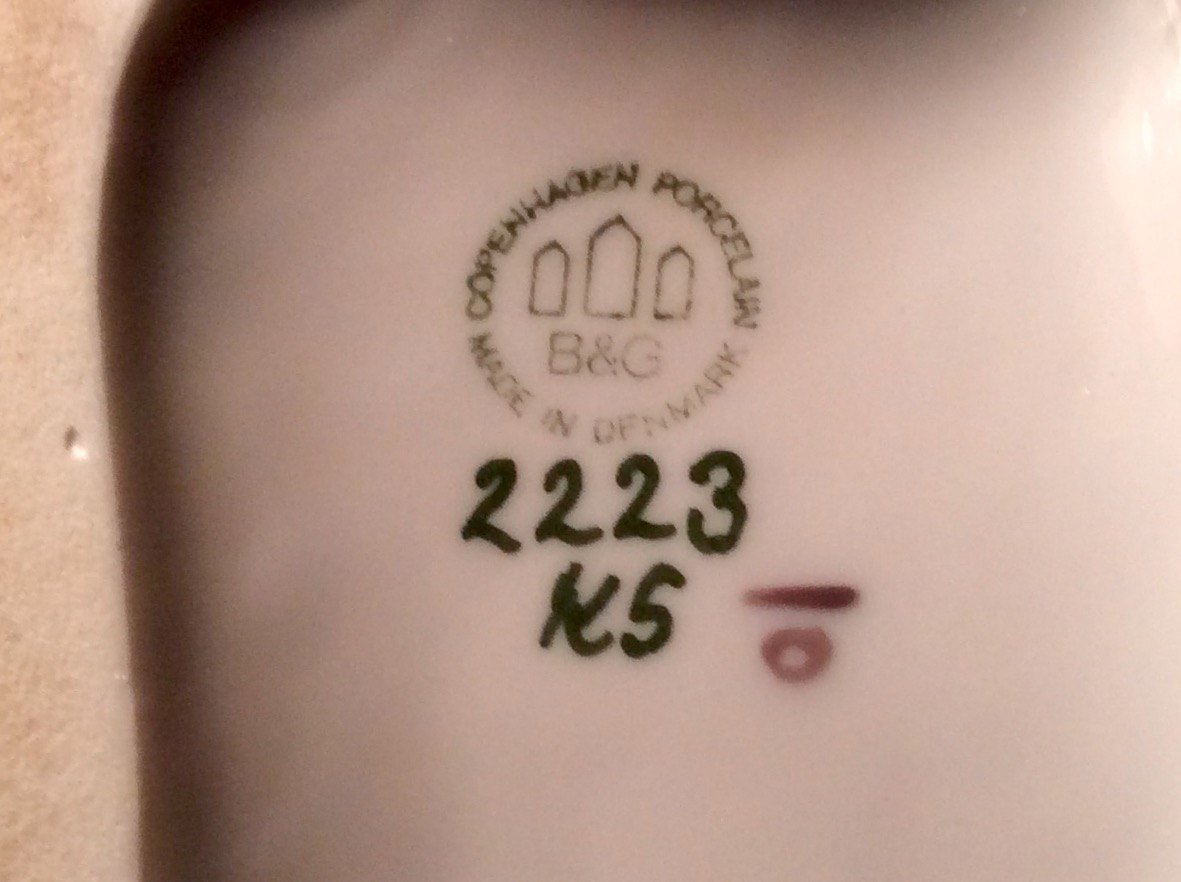 COPENHAGEN PORCELAIN
B&G
MADE IN DENMARK
2223
KS